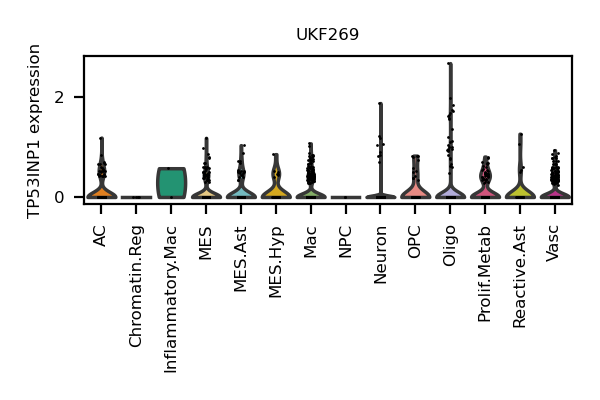 UKF269
TP53INP1 expression
2
0
AC
Chromatin.Reg
Inflammatory.Mac
MES
MES.Ast
MES.Hyp
Mac
NPC
Neuron
OPC
Oligo
Prolif.Metab
Reactive.Ast
Vasc